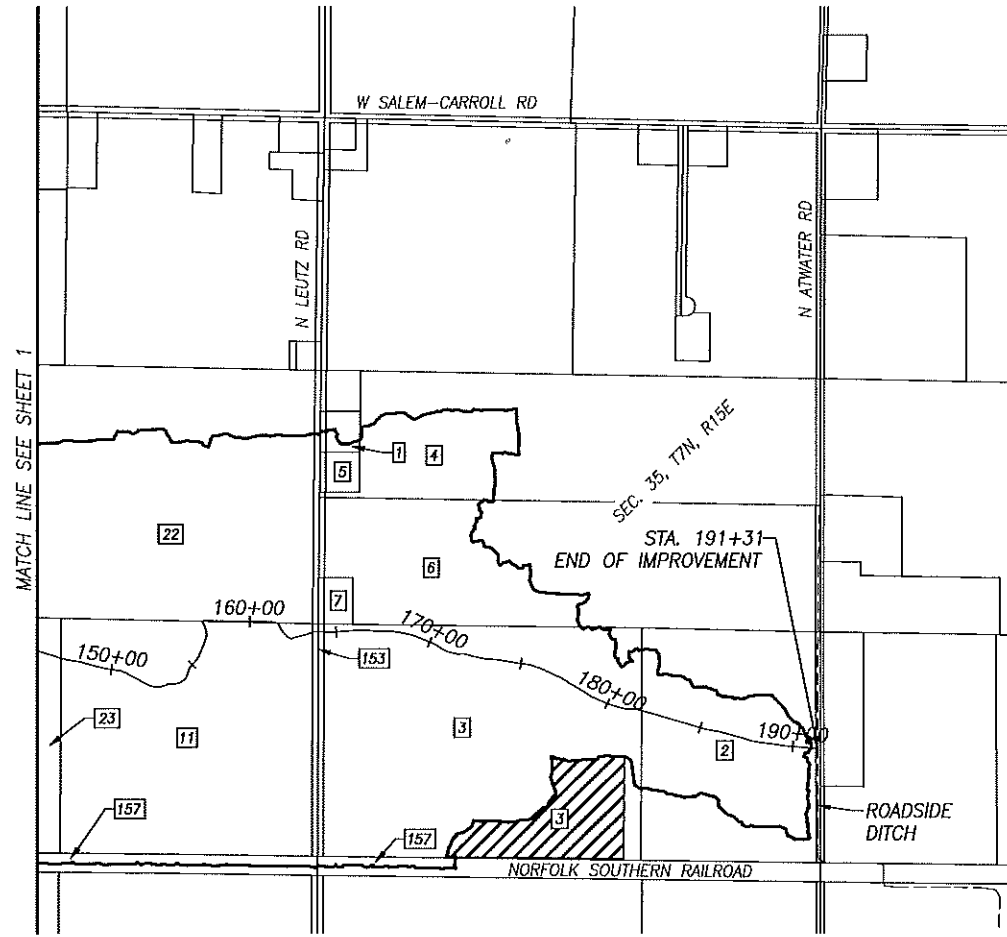 W SALEM-CARROLL RD
N LEUTZ RD
N ATWATER RD
MATCH LINE SEE SHEET 1
SEC. 35, T7N, R15E
1
4
5
22
STA. 191+31
END OF IMPROVEMENT
6
7
160+00
170+00
150+00
153
180+00
23
11
3
190+00
2
157
157
3
ROADSIDE
DITCH
NORFOLK SOUTHERN RAILROAD